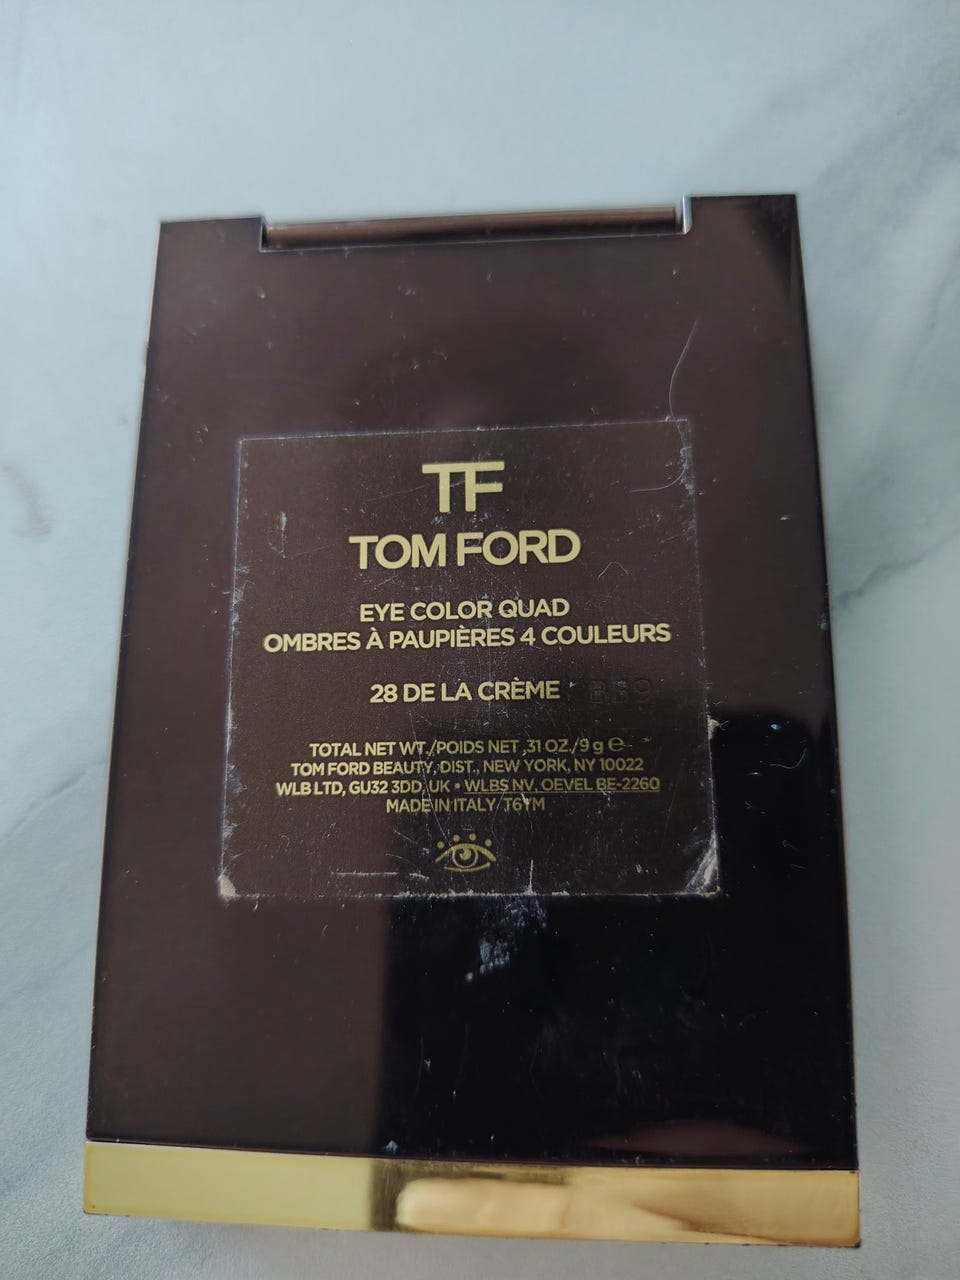 TF
TOM FORD
EYE COLOR QUAD
OMBRES À PAUPIÈRES 4 COULEURS
28 DE LA CRÈME
TOTAL NET WT./POIDS NET .31 OZ./9 g ℮
TOM FORD BEAUTY, DIST., NEW YORK, NY 10022
WLB LTD, GU32 3DD, UK • WLBS NV, OEVEL BE-2260
MADE IN ITALY